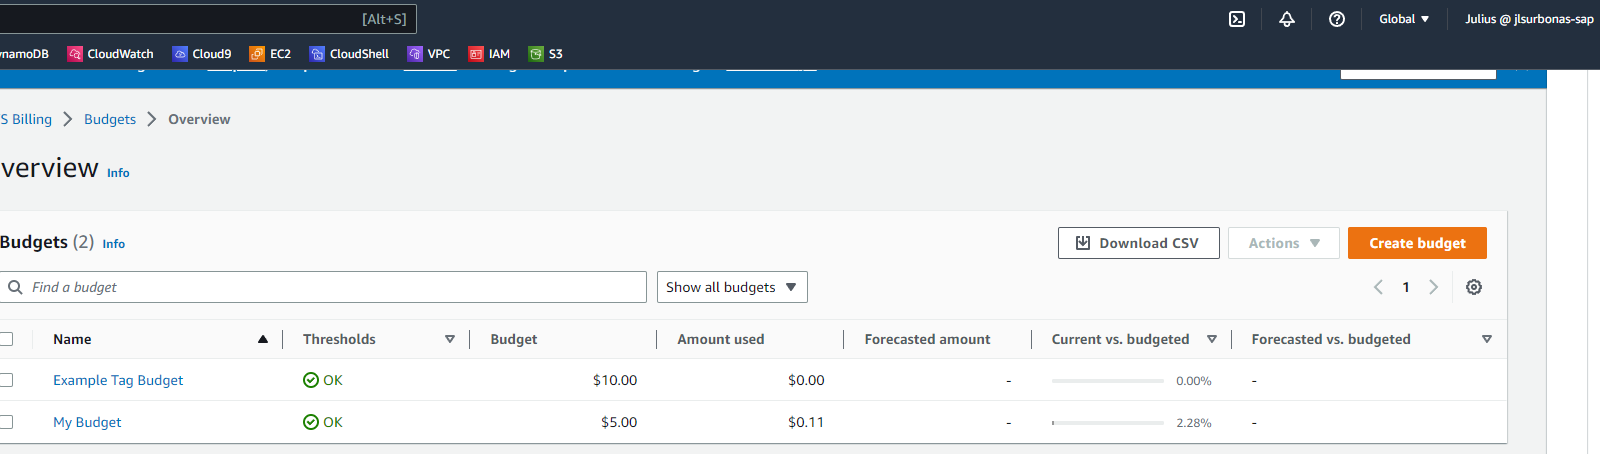 [Alt+S]
Global
Julius @ jlsurbonas-sap
ynamoDB
CloudWatch
Cloud9
EC2
CloudShell
VPC
IAM
S3
S Billing
Budgets
Overview
verview Info
Budgets (2) Info
Download CSV
Actions
Create budget
Find a budget
Show all budgets
1
Name Thresholds Budget Amount used Forecasted amount Current vs. budgeted Forecasted vs. budgeted
Example Tag Budget OK $10.00 $0.00 - 0.00% -
My Budget OK $5.00 $0.11 - 2.28% -